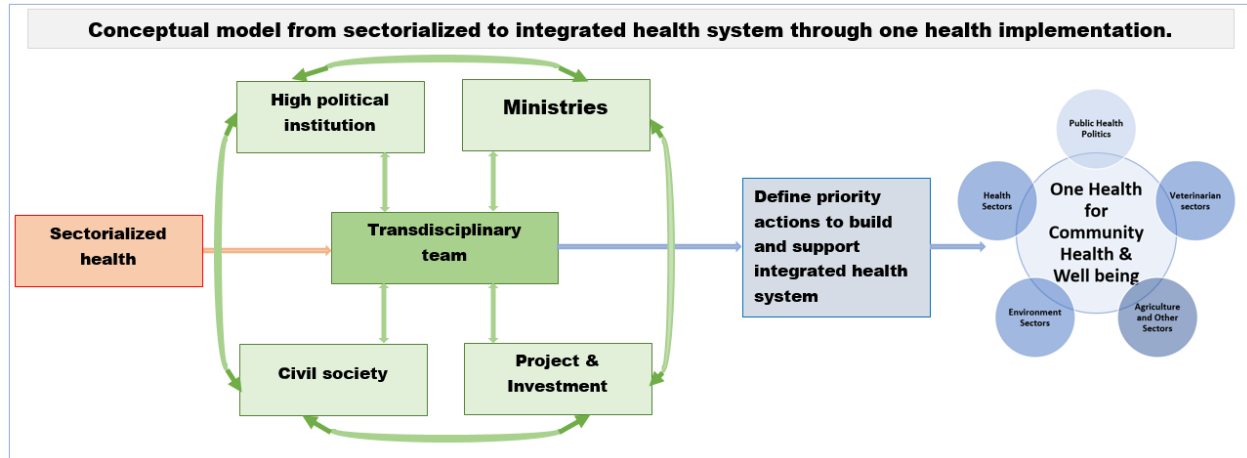 Conceptual model from sectorialized to integrated health system through one health implementation.
High political
institution
Ministries
Sectorialized
health
Transdisciplinary
team
Civil society
Project &
Investment
Define priority
actions to build
and support
integrated health
system
Public Health
Politics
Health
Sectors
Veterinarian
sectors
One Health
for
Community
Health &
Well being
Environment
Sectors
Agriculture
and Other
Sectors